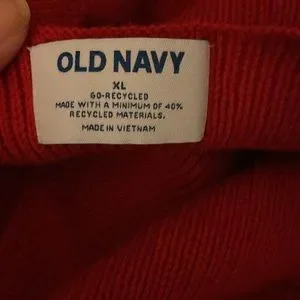 OLD NAVY
XL
GO-RECYCLED
MADE WITH A MINIMUM OF 40%
RECYCLED MATERIALS.
MADE IN VIETNAM